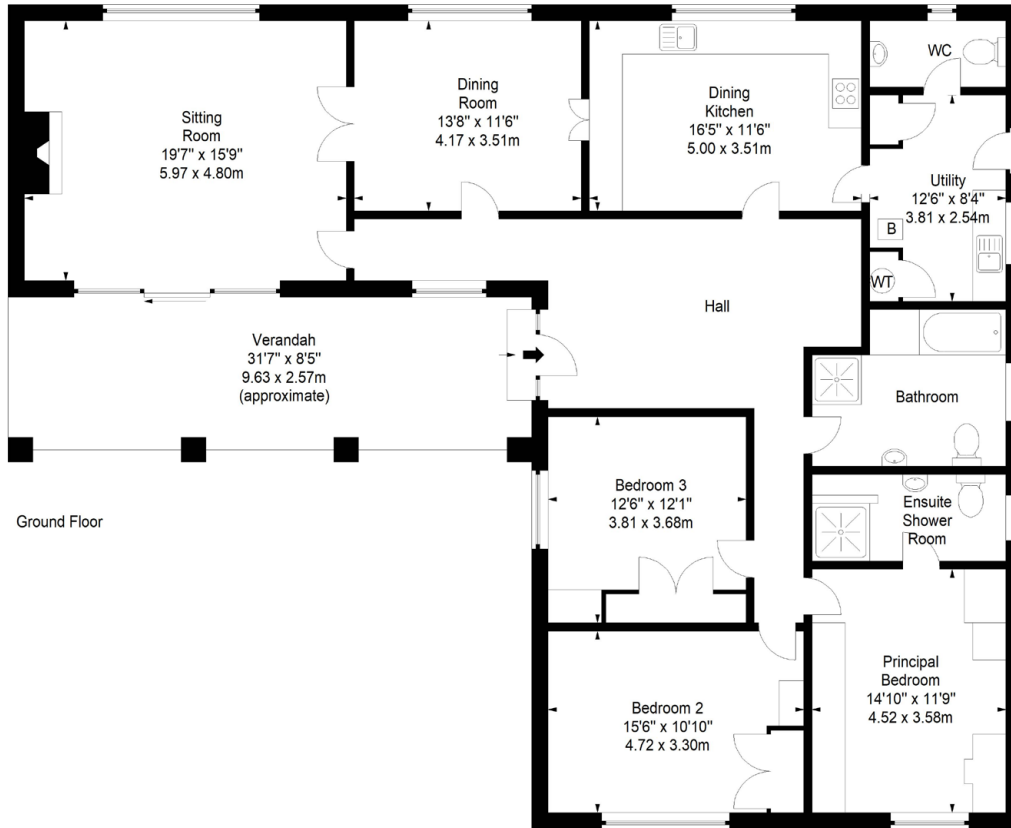 Sitting
Room
19'7" x 15'9"
5.97 x 4.80m
Dining
Room
13'8" x 11'6"
4.17 x 3.51m
Dining
Kitchen
16'5" x 11'6"
5.00 x 3.51m
WC
Utility
12'6" x 8'4"
3.81 x 2.54m
B
WT
Hall
Verandah
31'7" x 8'5"
9.63 x 2.57m
(approximate)
Bathroom
Bedroom 3
12'6" x 12'1"
3.81 x 3.68m
Ensuite
Shower
Room
Ground Floor
Principal
Bedroom
14'10" x 11'9"
4.52 x 3.58m
Bedroom 2
15'6" x 10'10"
4.72 x 3.30m